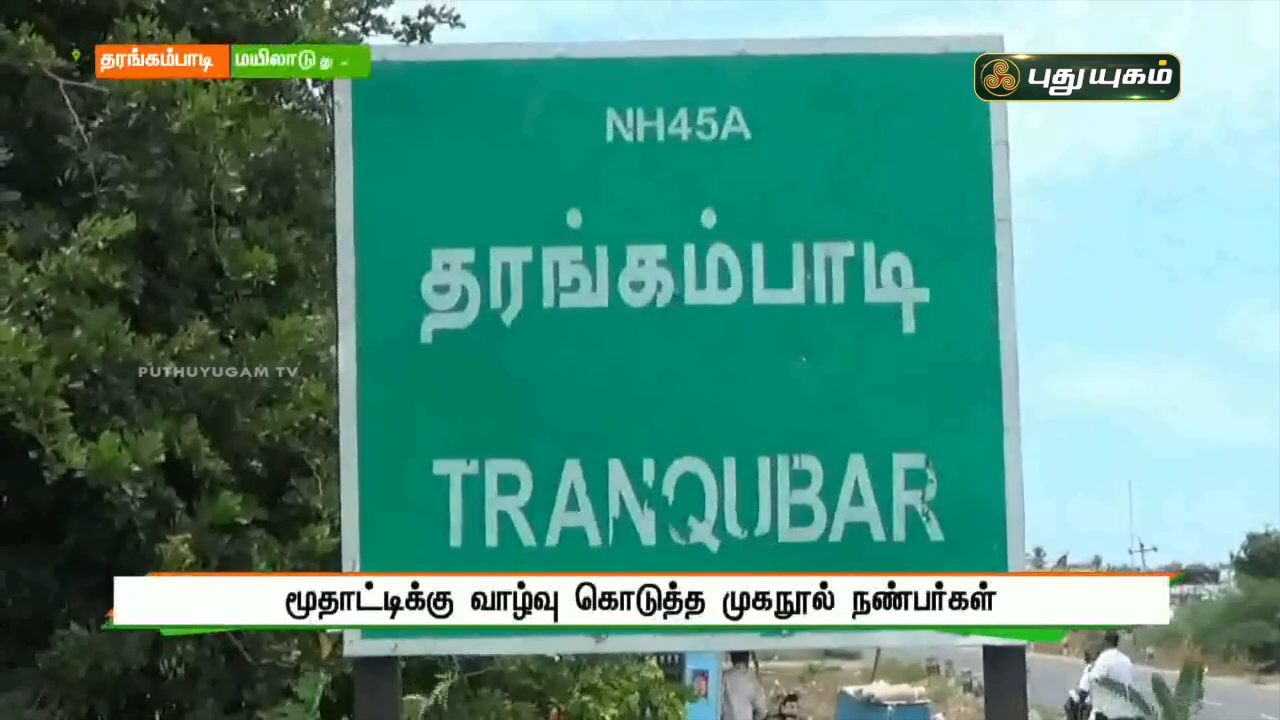 தரங்கம்பாடி மயிலாடு
புதுயுகம்
NH45A
தரங்கம்பாடி
PUTHUYUGAM TV
TRANQUBAR
மூதாட்டிக்கு வாழ்வு கொடுத்த முகநூல் நண்பர்கள்